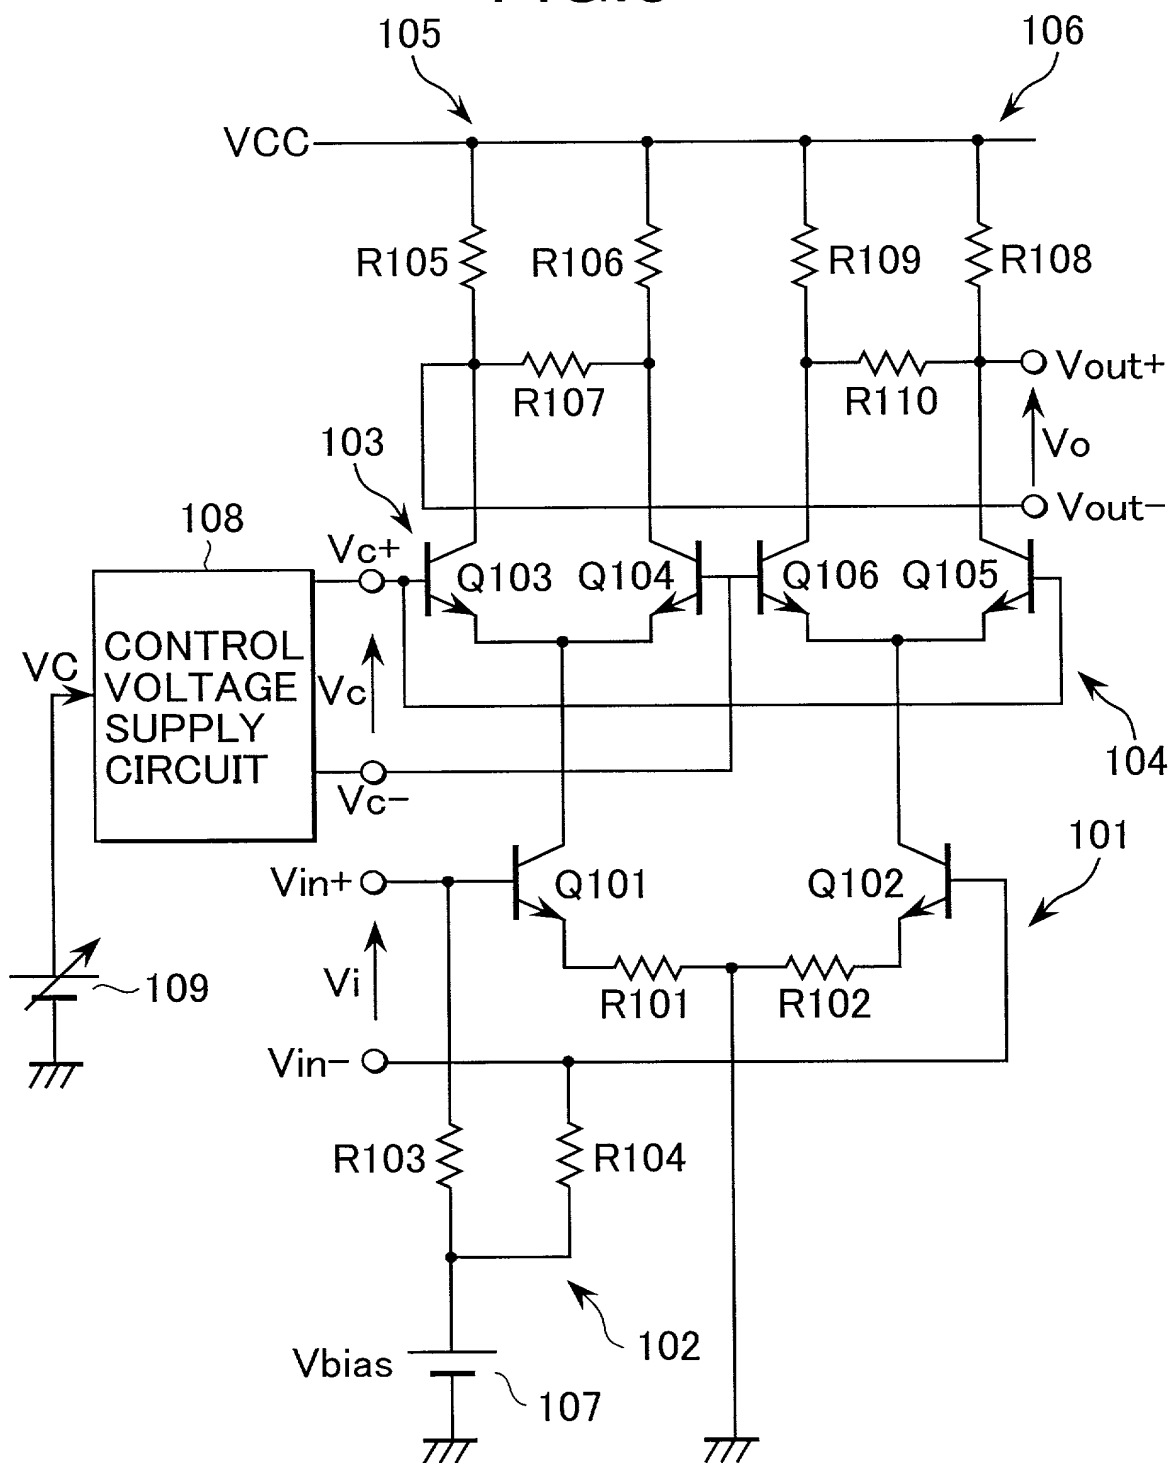 105
106
VCC
R105
R106
R109
R108
R107
R110
Vout+
Vo
Vout-
103
108
Vc+
Q103
Q104
Q106
Q105
CONTROL
VOLTAGE
SUPPLY
CIRCUIT
VC
Vc
104
Vc-
101
Vin+
Q101
Q102
Vi
109
R101
R102
Vin-
R103
R104
102
Vbias
107